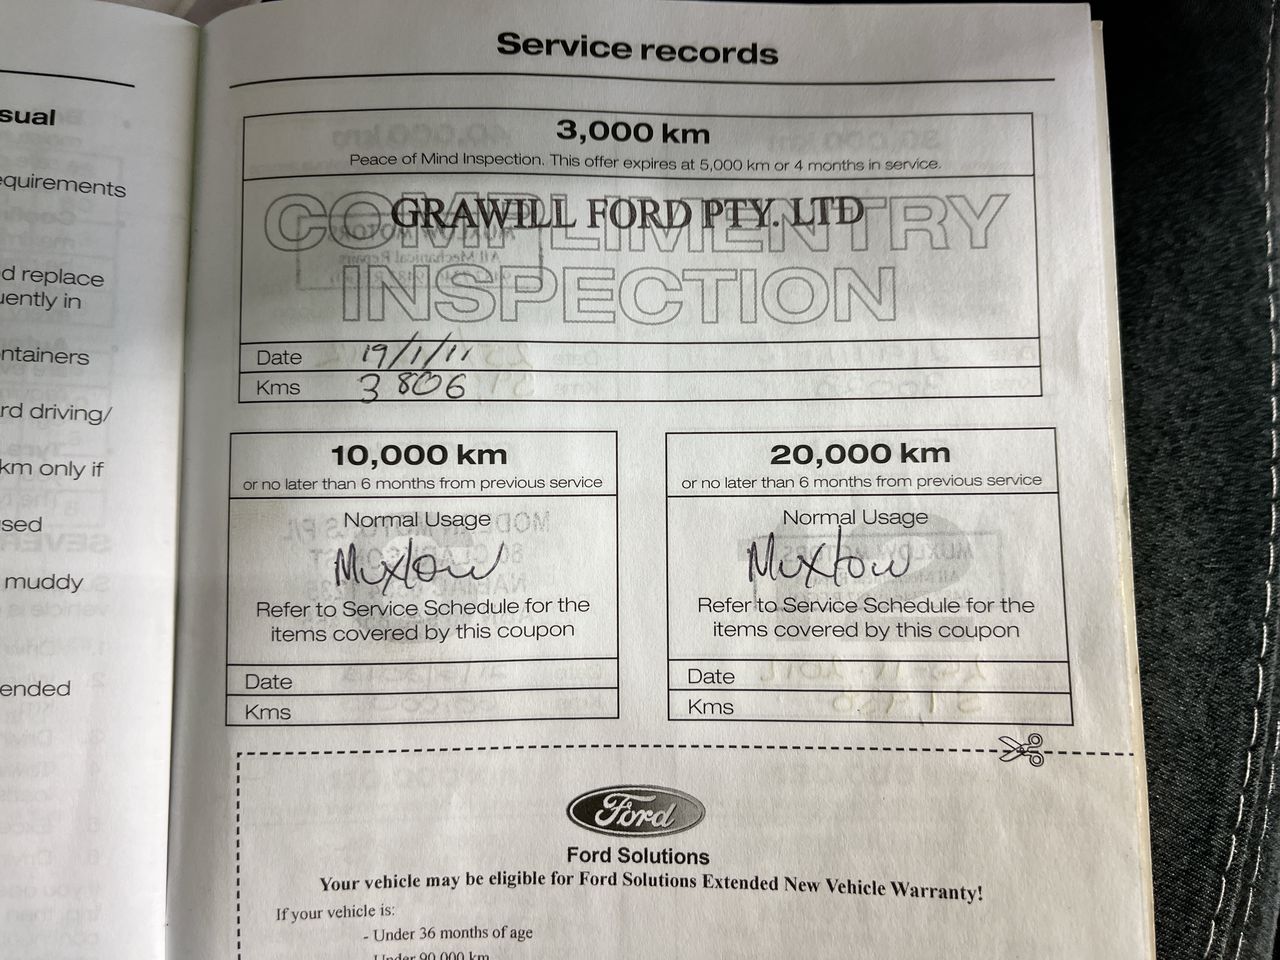 Service records
sual
equirements
d replace
uently in
ntainers
rd driving/
km only if
sed
muddy
ended
3,000 km
Peace of Mind Inspection. This offer expires at 5,000 km or 4 months in service.
COMPLIMENTRY
GRAWILL FORD PTY. LTD
INSPECTION
Date 19/1/11
Kms 3806
10,000 km
or no later than 6 months from previous service
Normal Usage
Muxlow
Refer to Service Schedule for the
items covered by this coupon
Date
Kms
20,000 km
or no later than 6 months from previous service
Normal Usage
Muxlow
Refer to Service Schedule for the
items covered by this coupon
Date
Kms
Ford
Ford Solutions
Your vehicle may be eligible for Ford Solutions Extended New Vehicle Warranty!
If your vehicle is:
- Under 36 months of age
Under 90,000 km